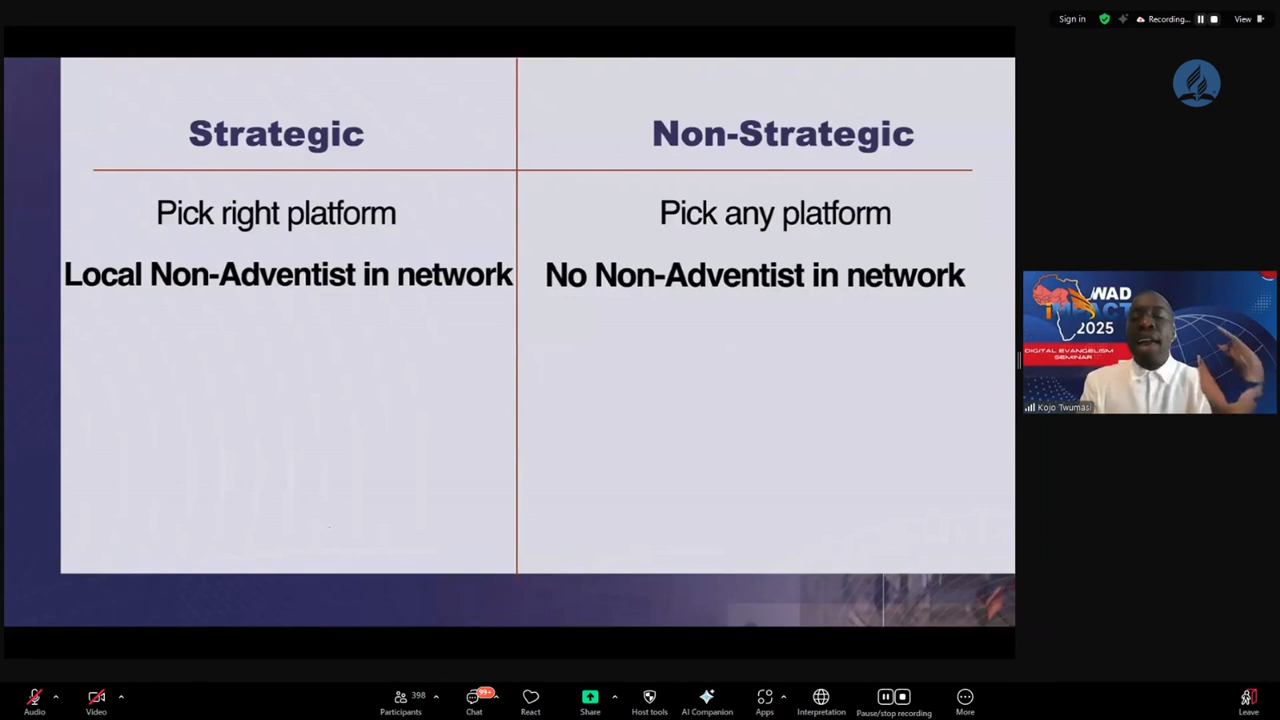 Sign in
Recording...
View
Strategic
Non-Strategic
Pick right platform
Pick any platform
Local Non-Adventist in network
No Non-Adventist in network
WAD
IMPACT
2025
DIGITAL EVANGELISM
SEMINAR
Kojo Twumasi
Audio
Video
398
Participants
99+
Chat
React
Share
Host tools
AI Companion
Apps
Interpretation
Pause/stop recording
More
Leave